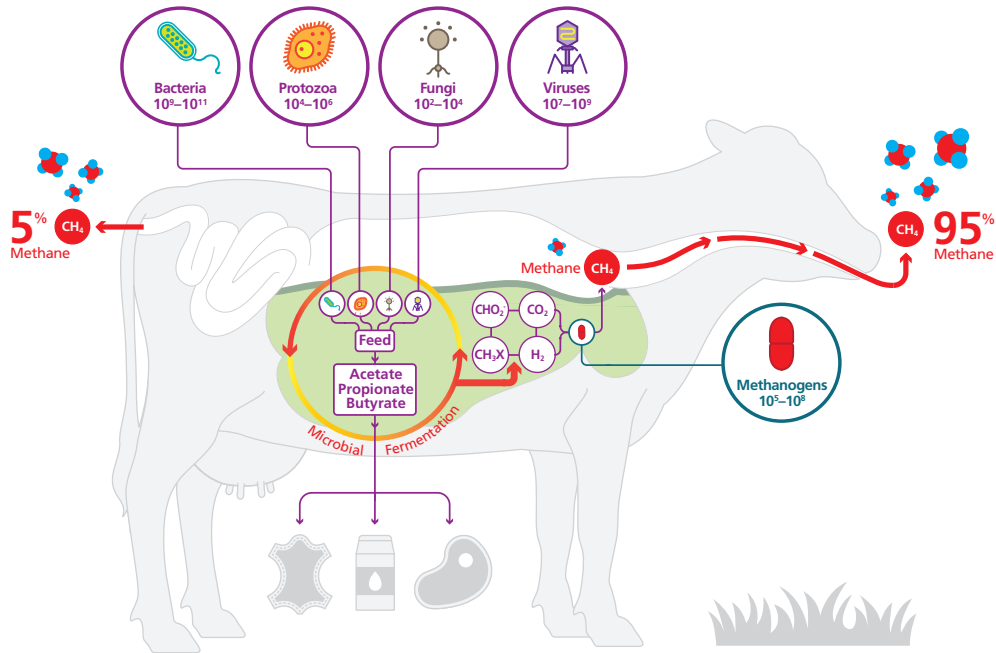 Bacteria
10⁹–10¹¹
Protozoa
10⁴–10⁶
Fungi
10²–10⁴
Viruses
10⁷–10⁹
5%
CH₄
Methane
Methane
CH₄
CH₄
95%
Methane
CHO₂⁻
CO₂
CH₃X
H₂
Feed
Acetate
Propionate
Butyrate
Microbial Fermentation
Methanogens
10⁵–10⁸